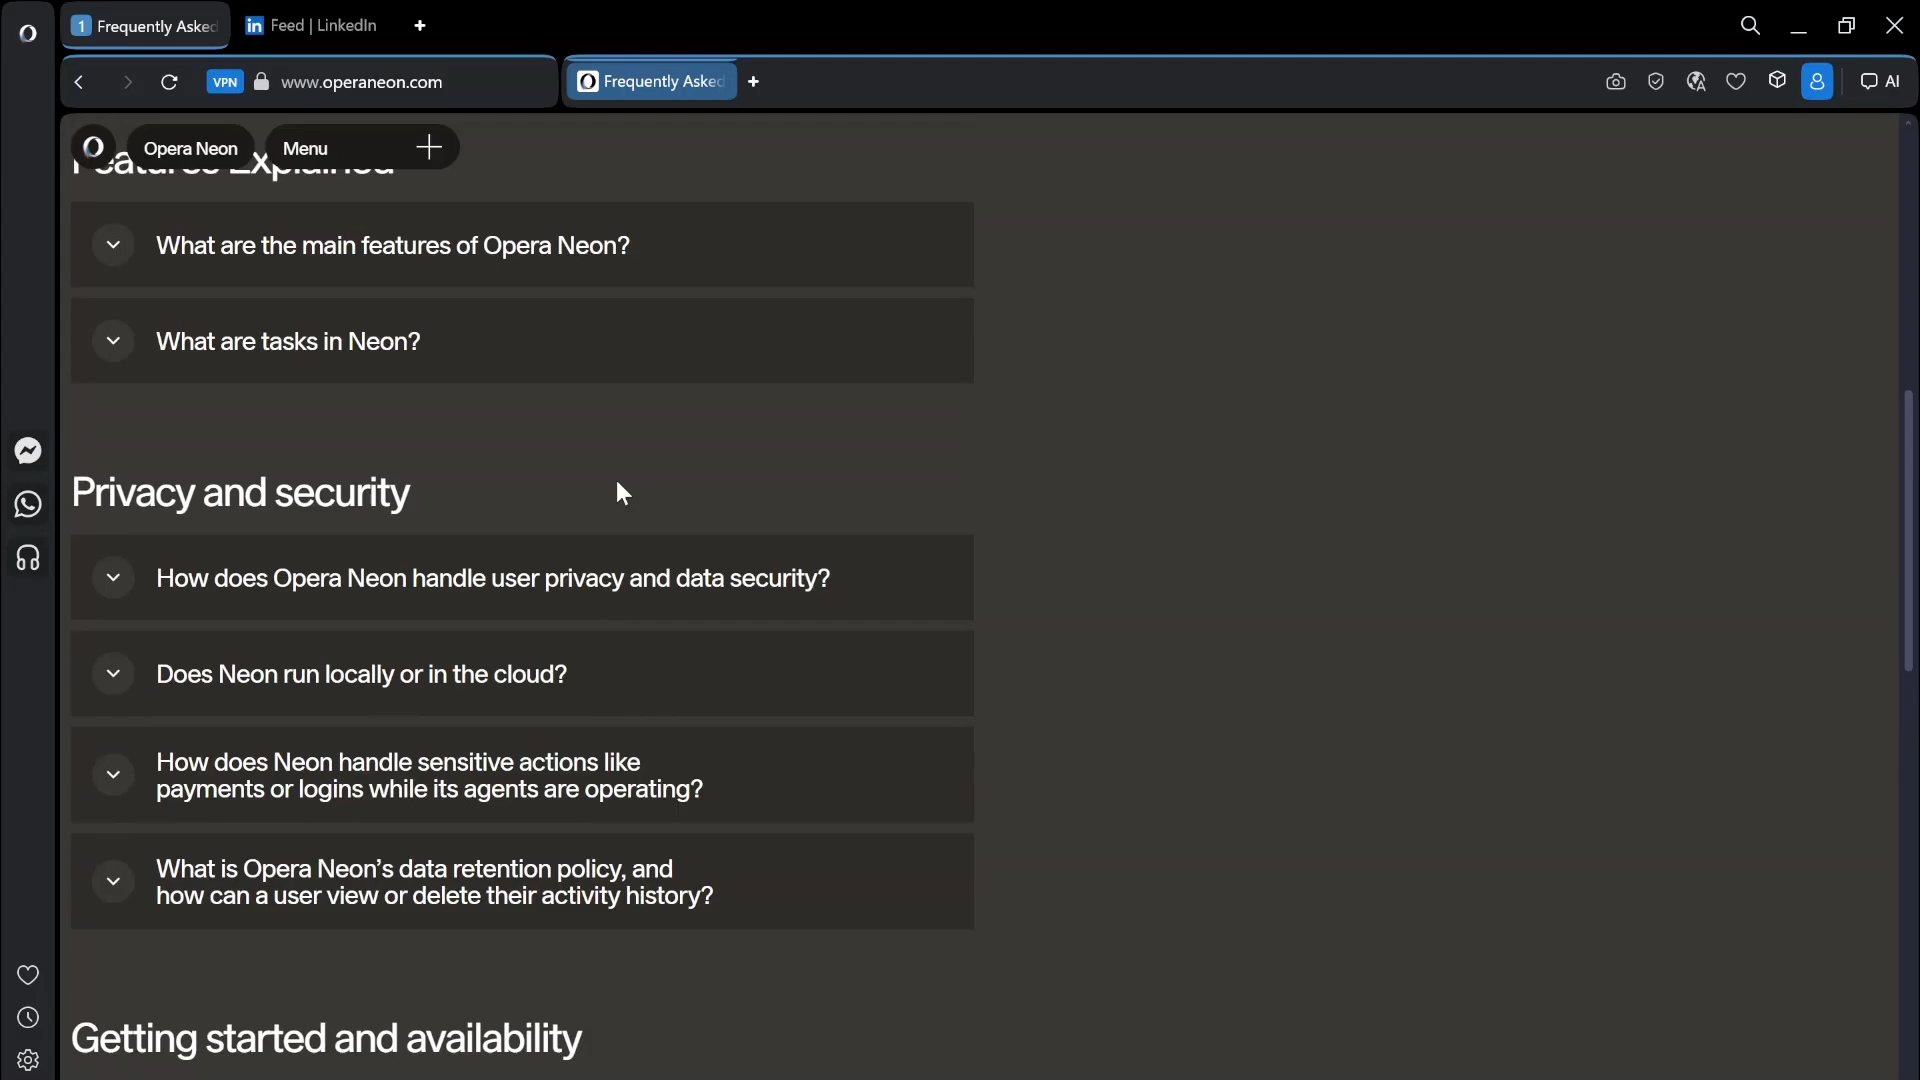 1 Frequently Asked
in Feed | LinkedIn
VPN www.operaneon.com
Frequently Asked
AI
Opera Neon
Menu
Features Explained
What are the main features of Opera Neon?
What are tasks in Neon?
Privacy and security
How does Opera Neon handle user privacy and data security?
Does Neon run locally or in the cloud?
How does Neon handle sensitive actions like
payments or logins while its agents are operating?
What is Opera Neon’s data retention policy, and
how can a user view or delete their activity history?
Getting started and availability